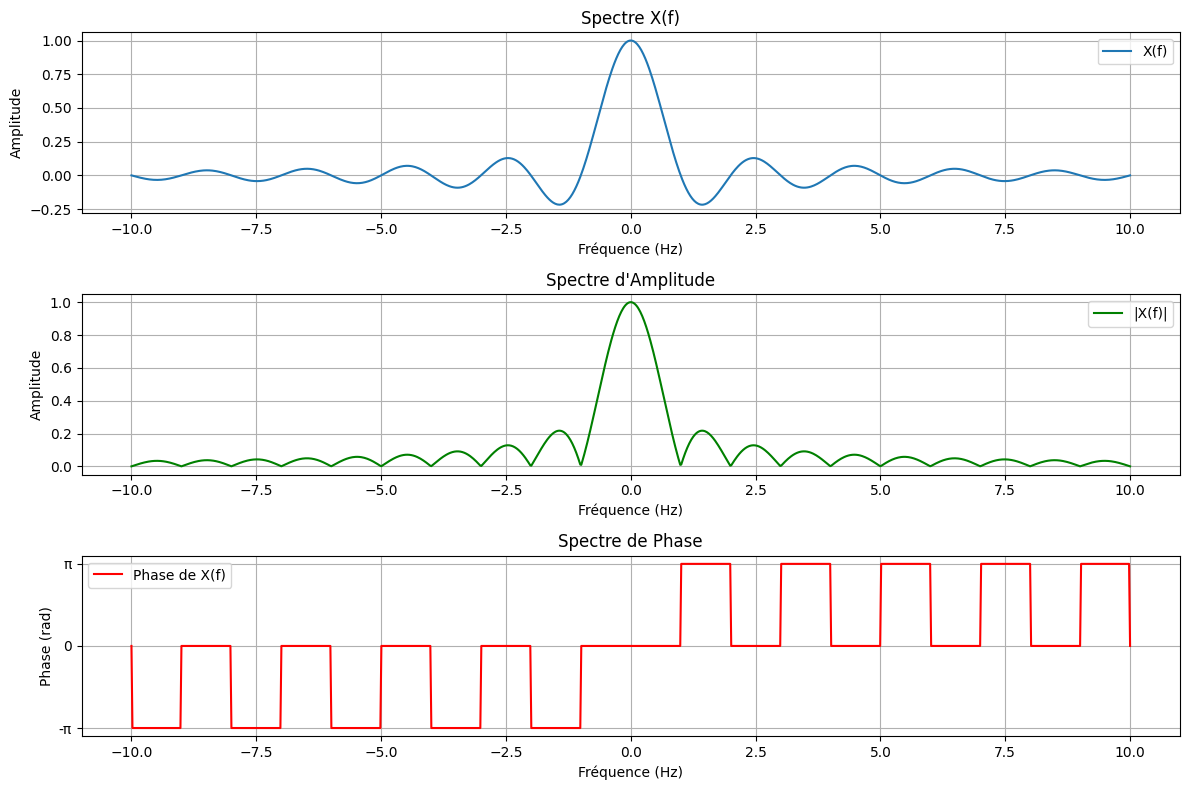 Spectre X(f)
1.00
0.75
0.50
0.25
0.00
−0.25
Amplitude
X(f)
−10.0 −7.5 −5.0 −2.5 0.0 2.5 5.0 7.5 10.0
Fréquence (Hz)
Spectre d'Amplitude
1.0
0.8
0.6
0.4
0.2
0.0
Amplitude
|X(f)|
−10.0 −7.5 −5.0 −2.5 0.0 2.5 5.0 7.5 10.0
Fréquence (Hz)
Spectre de Phase
π
0
-π
Phase (rad)
Phase de X(f)
−10.0 −7.5 −5.0 −2.5 0.0 2.5 5.0 7.5 10.0
Fréquence (Hz)